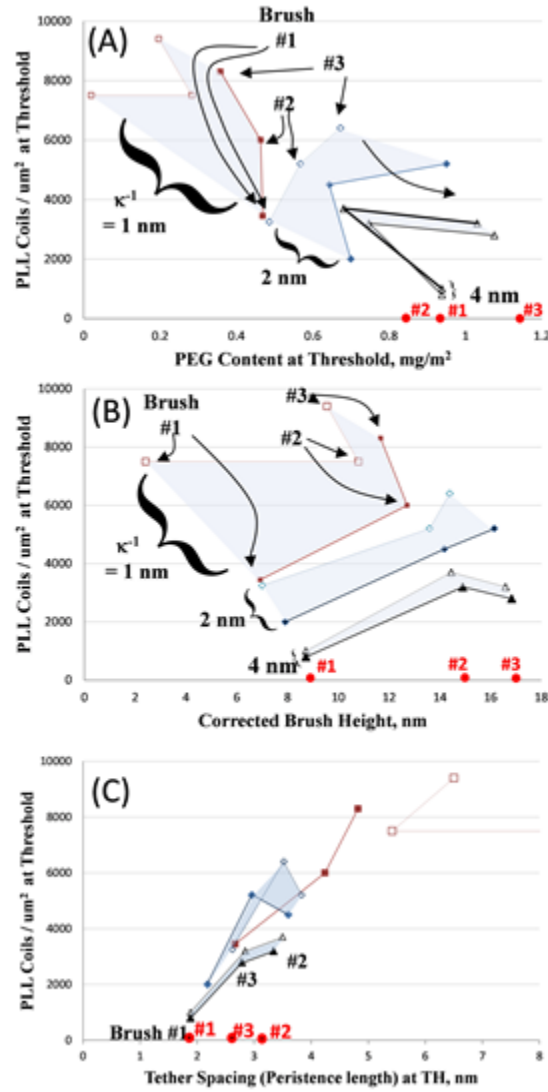 Brush
(A)
#1
#3
#2
κ⁻¹
= 1 nm
2 nm
4 nm
#2 #1 #3
10000
8000
6000
4000
2000
0
0 0.2 0.4 0.6 0.8 1 1.2
PLL Coils / um² at Threshold
PEG Content at Threshold, mg/m²
(B)
Brush
#1
#3
#2
κ⁻¹
= 1 nm
2 nm
4 nm
#1 #2 #3
10000
8000
6000
4000
2000
0
0 2 4 6 8 10 12 14 16 18
PLL Coils / um² at Threshold
Corrected Brush Height, nm
(C)
#2
#3
Brush #1
#1 #3 #2
10000
8000
6000
4000
2000
0
0 1 2 3 4 5 6 7 8
PLL Coils / um² at Threshold
Tether Spacing (Peristence length) at TH, nm